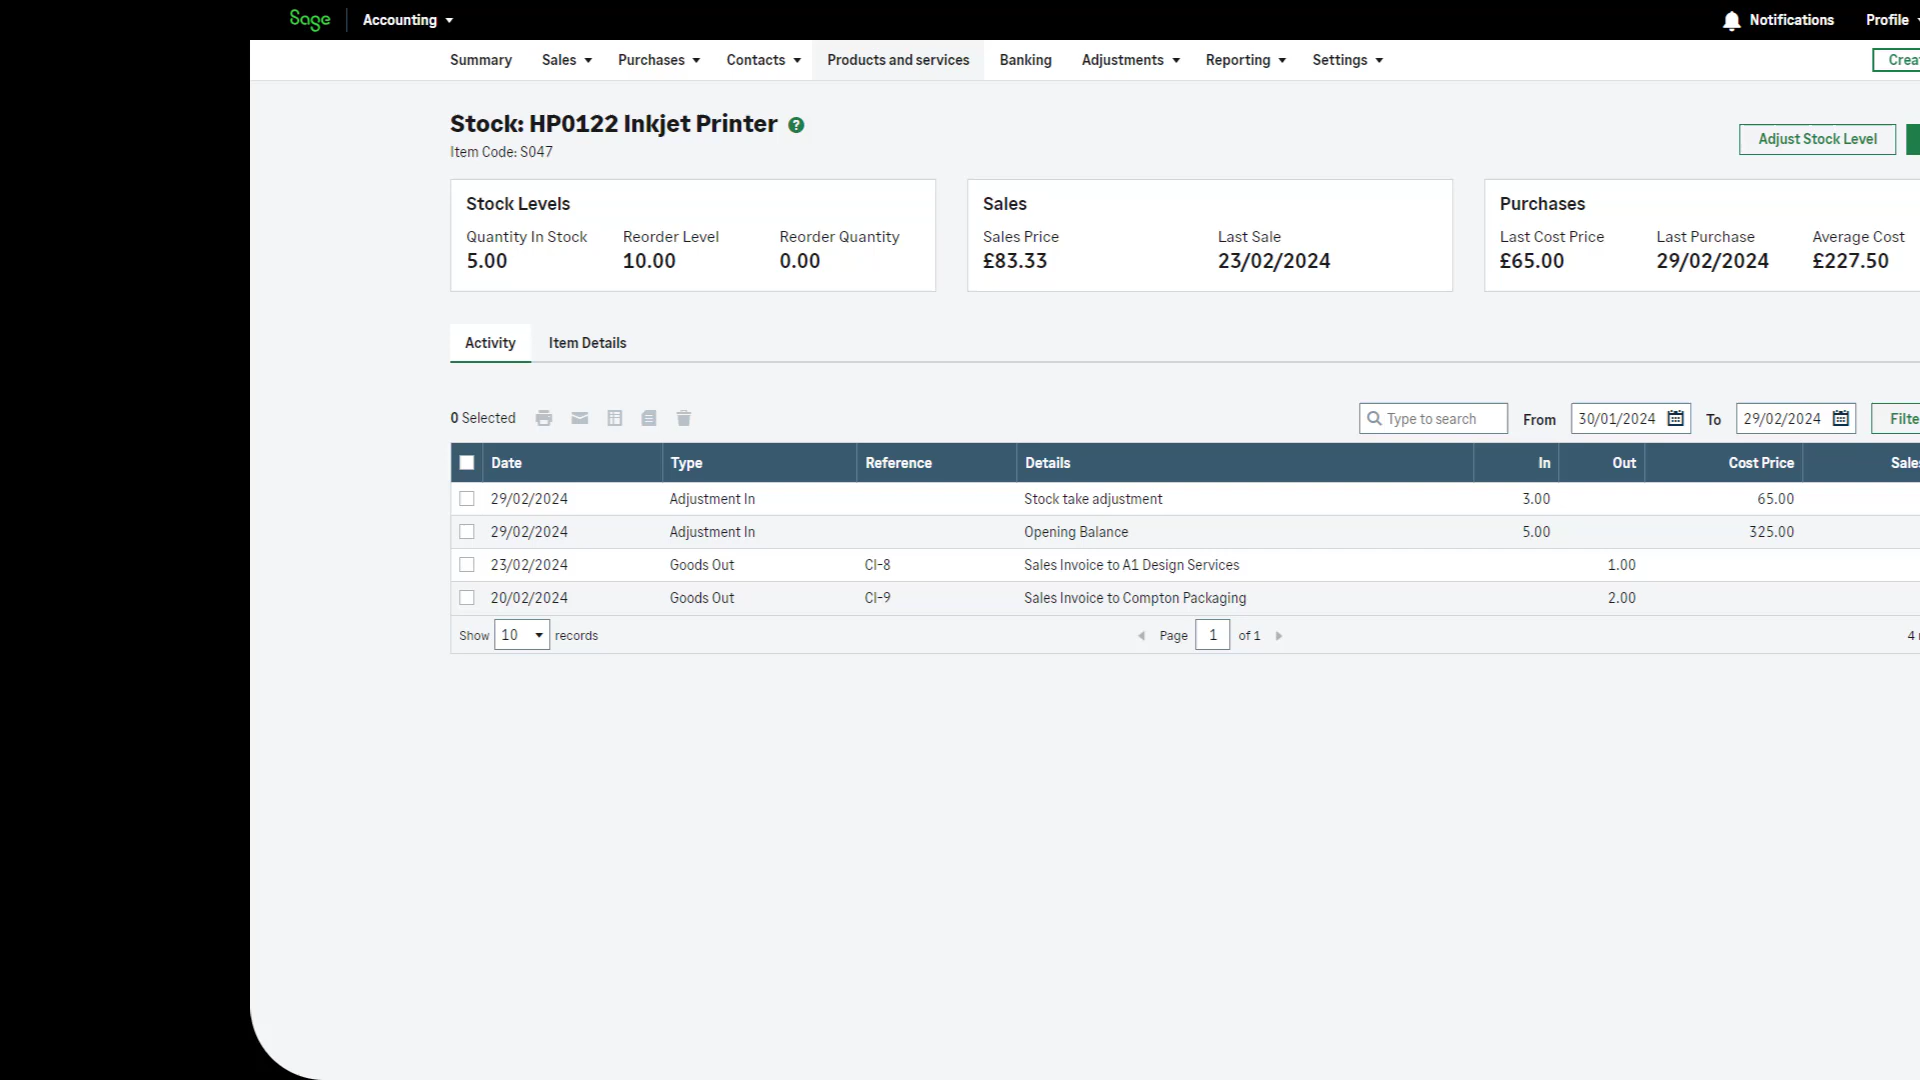 Sage Accounting Notifications Profile
Summary Sales Purchases Contacts Products and services Banking Adjustments Reporting Settings
Stock: HP0122 Inkjet Printer ?
Item Code: S047
Adjust Stock Level
Stock Levels
Quantity In Stock Reorder Level Reorder Quantity
5.00 10.00 0.00
Sales
Sales Price Last Sale
£83.33 23/02/2024
Purchases
Last Cost Price Last Purchase Average Cost
£65.00 29/02/2024 £227.50
Activity Item Details
0 Selected Type to search From 30/01/2024 To 29/02/2024
Date Type Reference Details In Out Cost Price Sales
29/02/2024 Adjustment In Stock take adjustment 3.00 65.00
29/02/2024 Adjustment In Opening Balance 5.00 325.00
23/02/2024 Goods Out CI-8 Sales Invoice to A1 Design Services 1.00
20/02/2024 Goods Out CI-9 Sales Invoice to Compton Packaging 2.00
Show 10 records Page 1 of 1 4